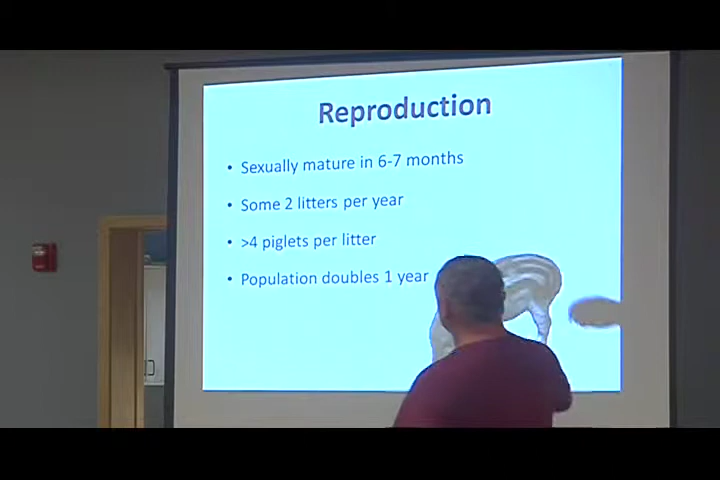 Reproduction
• Sexually mature in 6-7 months
• Some 2 litters per year
• >4 piglets per litter
• Population doubles 1 year